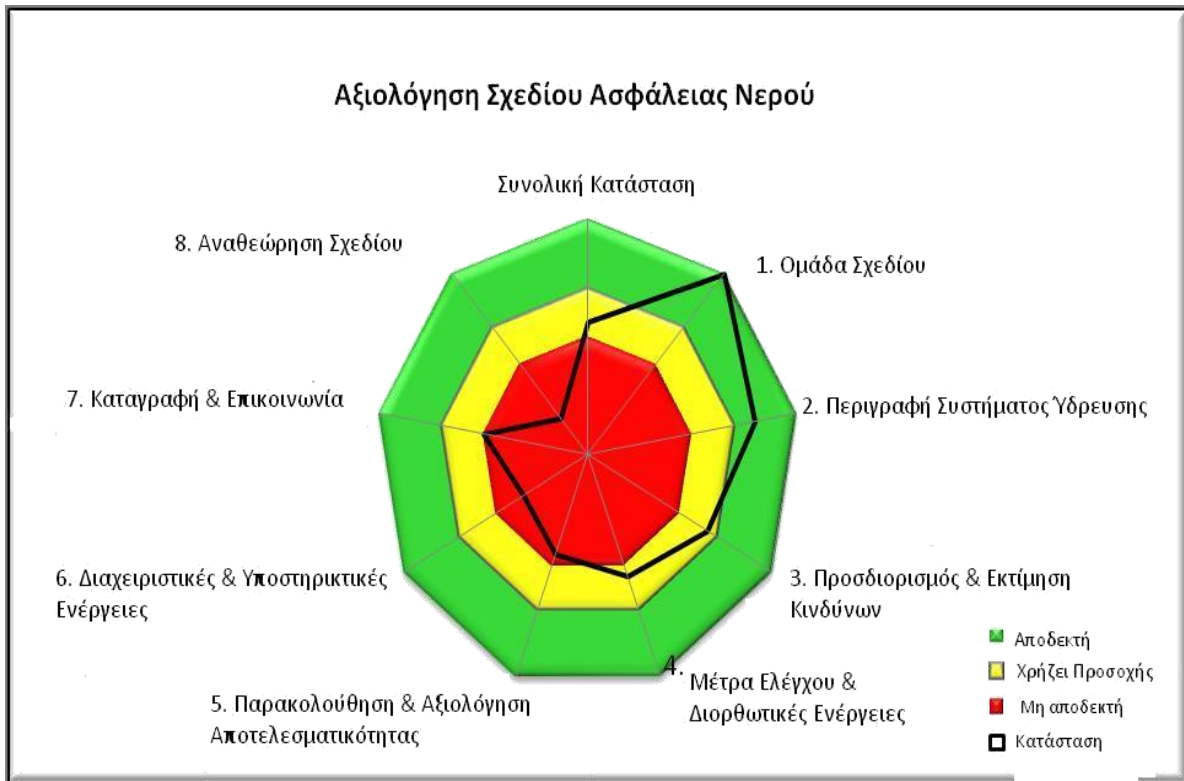 Αξιολόγηση Σχεδίου Ασφάλειας Νερού
Συνολική Κατάσταση
8. Αναθεώρηση Σχεδίου
1. Ομάδα Σχεδίου
7. Καταγραφή & Επικοινωνία
2. Περιγραφή Συστήματος Ύδρευσης
6. Διαχειριστικές & Υποστηρικτικές
Ενέργειες
3. Προσδιορισμός & Εκτίμηση
Κινδύνων
5. Παρακολούθηση & Αξιολόγηση
Αποτελεσματικότητας
4. Μέτρα Ελέγχου &
Διορθωτικές Ενέργειες
Αποδεκτή
Χρήζει Προσοχής
Μη αποδεκτή
Κατάσταση